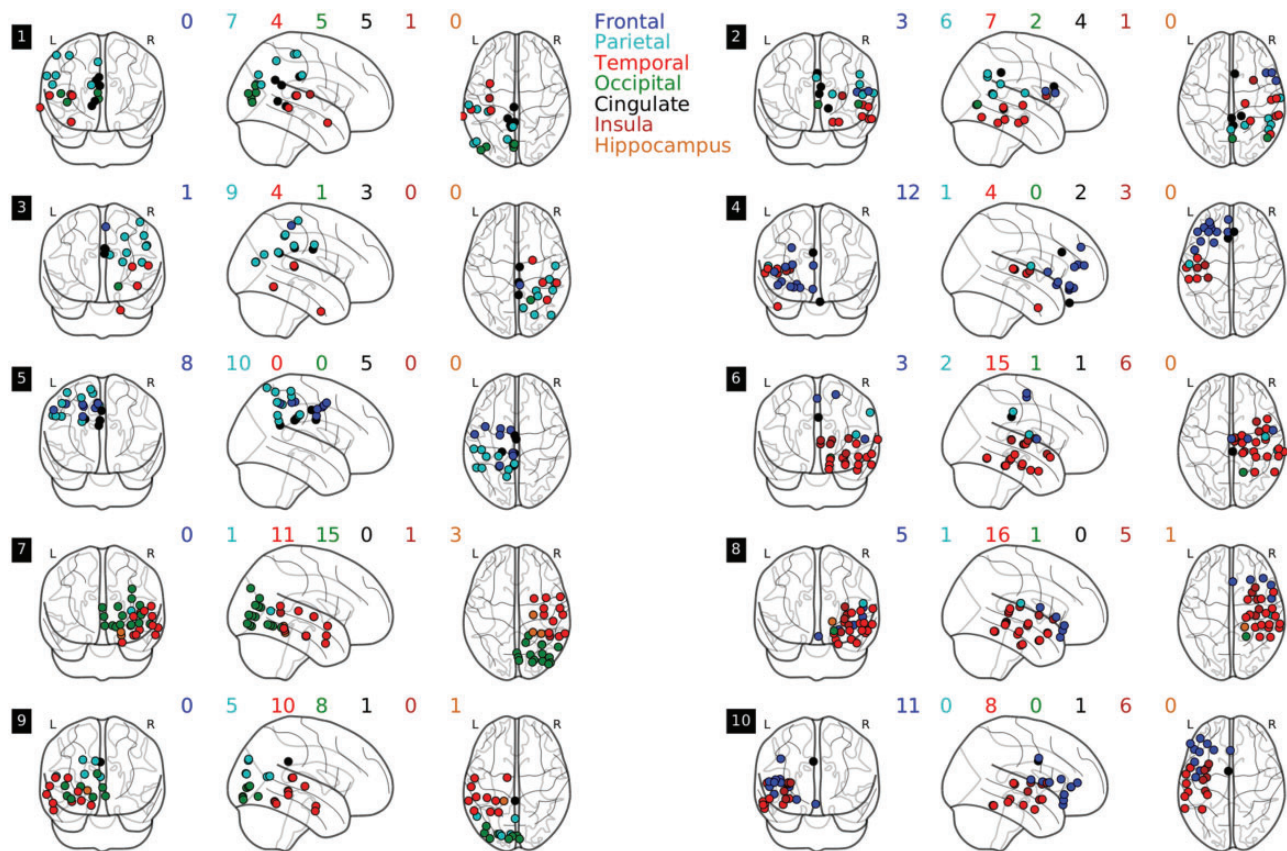 0 7 4 5 5 1 0
1 L R
Frontal
Parietal
Temporal
Occipital
Cingulate
Insula
Hippocampus
3 6 7 2 4 1 0
2 L R
1 9 4 1 3 0 0
3 L R
12 1 4 0 2 3 0
4 L R
8 10 0 0 5 0 0
5 L R
3 2 15 1 1 6 0
6 L R
0 1 11 15 0 1 3
7 L R
5 1 16 1 0 5 1
8 L R
0 5 10 8 1 0 1
9 L R
11 0 8 0 1 6 0
10 L R
L
R
L
R
L
R
L
R
L
R
L
R
L
R
L
R
L
R
L
R